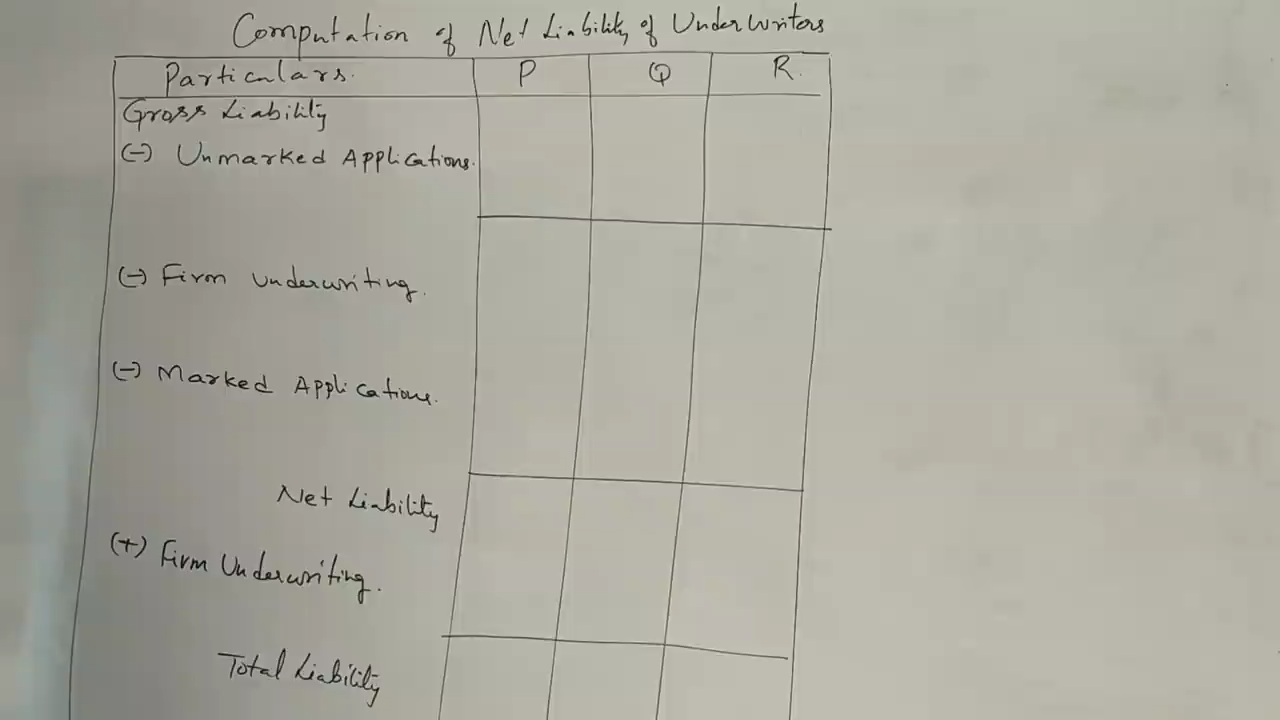 Computation of Net Liability of Underwriters
Particulars. P Q R.
Gross Liability
(-) Unmarked Applications.
(-) Firm Underwriting.
(-) Marked Applications.
Net Liability
(+) Firm Underwriting.
Total Liability